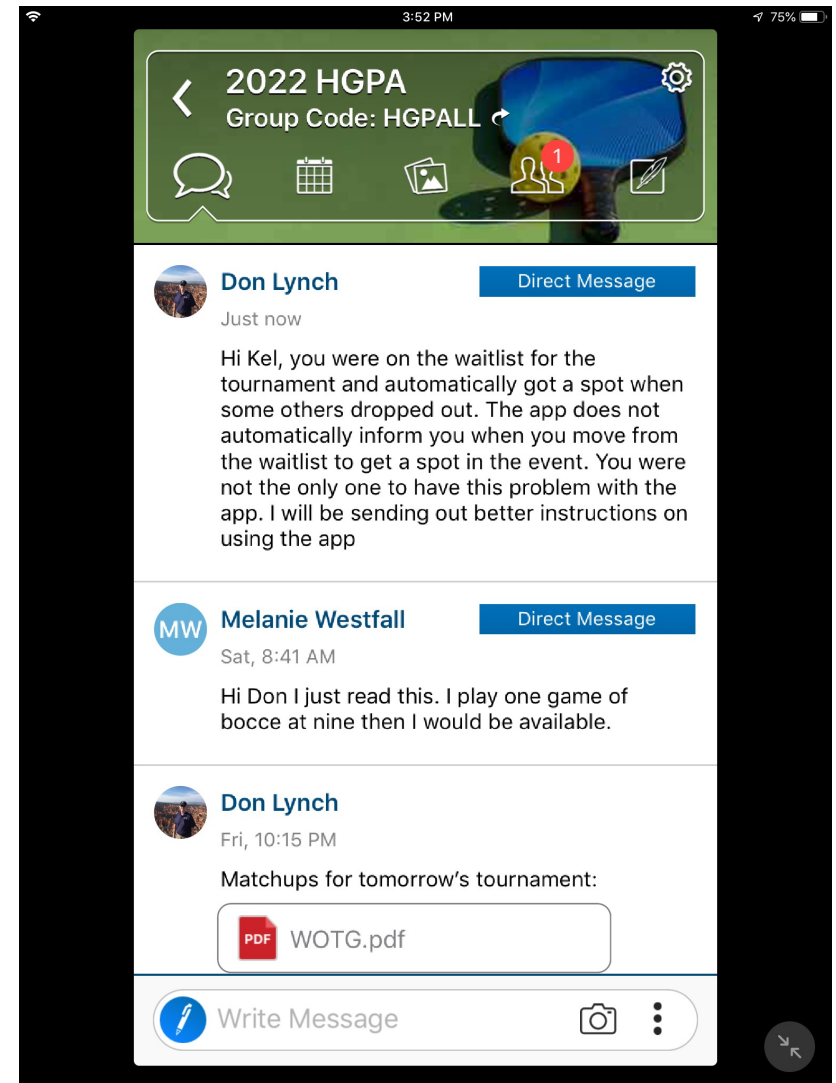 3:52 PM
75%
2022 HGPA
Group Code: HGPALL
1
Don Lynch
Direct Message
Just now
Hi Kel, you were on the waitlist for the
tournament and automatically got a spot when
some others dropped out. The app does not
automatically inform you when you move from
the waitlist to get a spot in the event. You were
not the only one to have this problem with the
app. I will be sending out better instructions on
using the app
MW
Melanie Westfall
Direct Message
Sat, 8:41 AM
Hi Don I just read this. I play one game of
bocce at nine then I would be available.
Don Lynch
Fri, 10:15 PM
Matchups for tomorrow’s tournament:
PDF
WOTG.pdf
Write Message